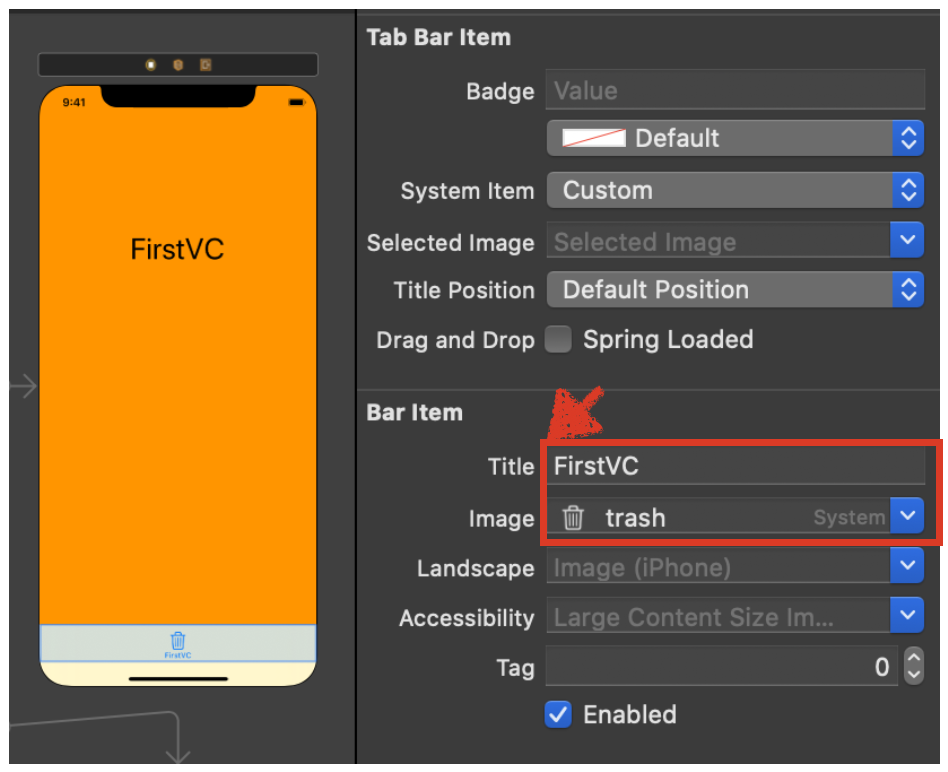 9:41
FirstVC
FirstVC
Tab Bar Item
Badge Value
Default
System Item Custom
Selected Image Selected Image
Title Position Default Position
Drag and Drop Spring Loaded
Bar Item
Title FirstVC
Image trash System
Landscape Image (iPhone)
Accessibility Large Content Size Im...
Tag 0
Enabled